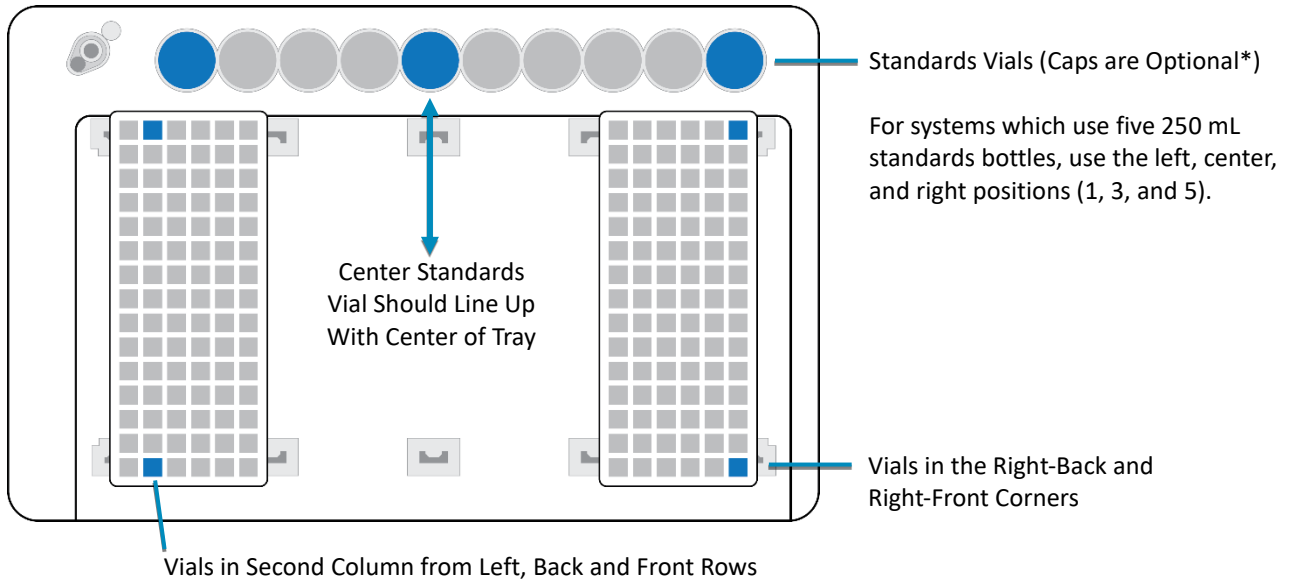 Standards Vials (Caps are Optional*)
For systems which use five 250 mL
standards bottles, use the left, center,
and right positions (1, 3, and 5).
Center Standards
Vial Should Line Up
With Center of Tray
Vials in the Right-Back and
Right-Front Corners
Vials in Second Column from Left, Back and Front Rows